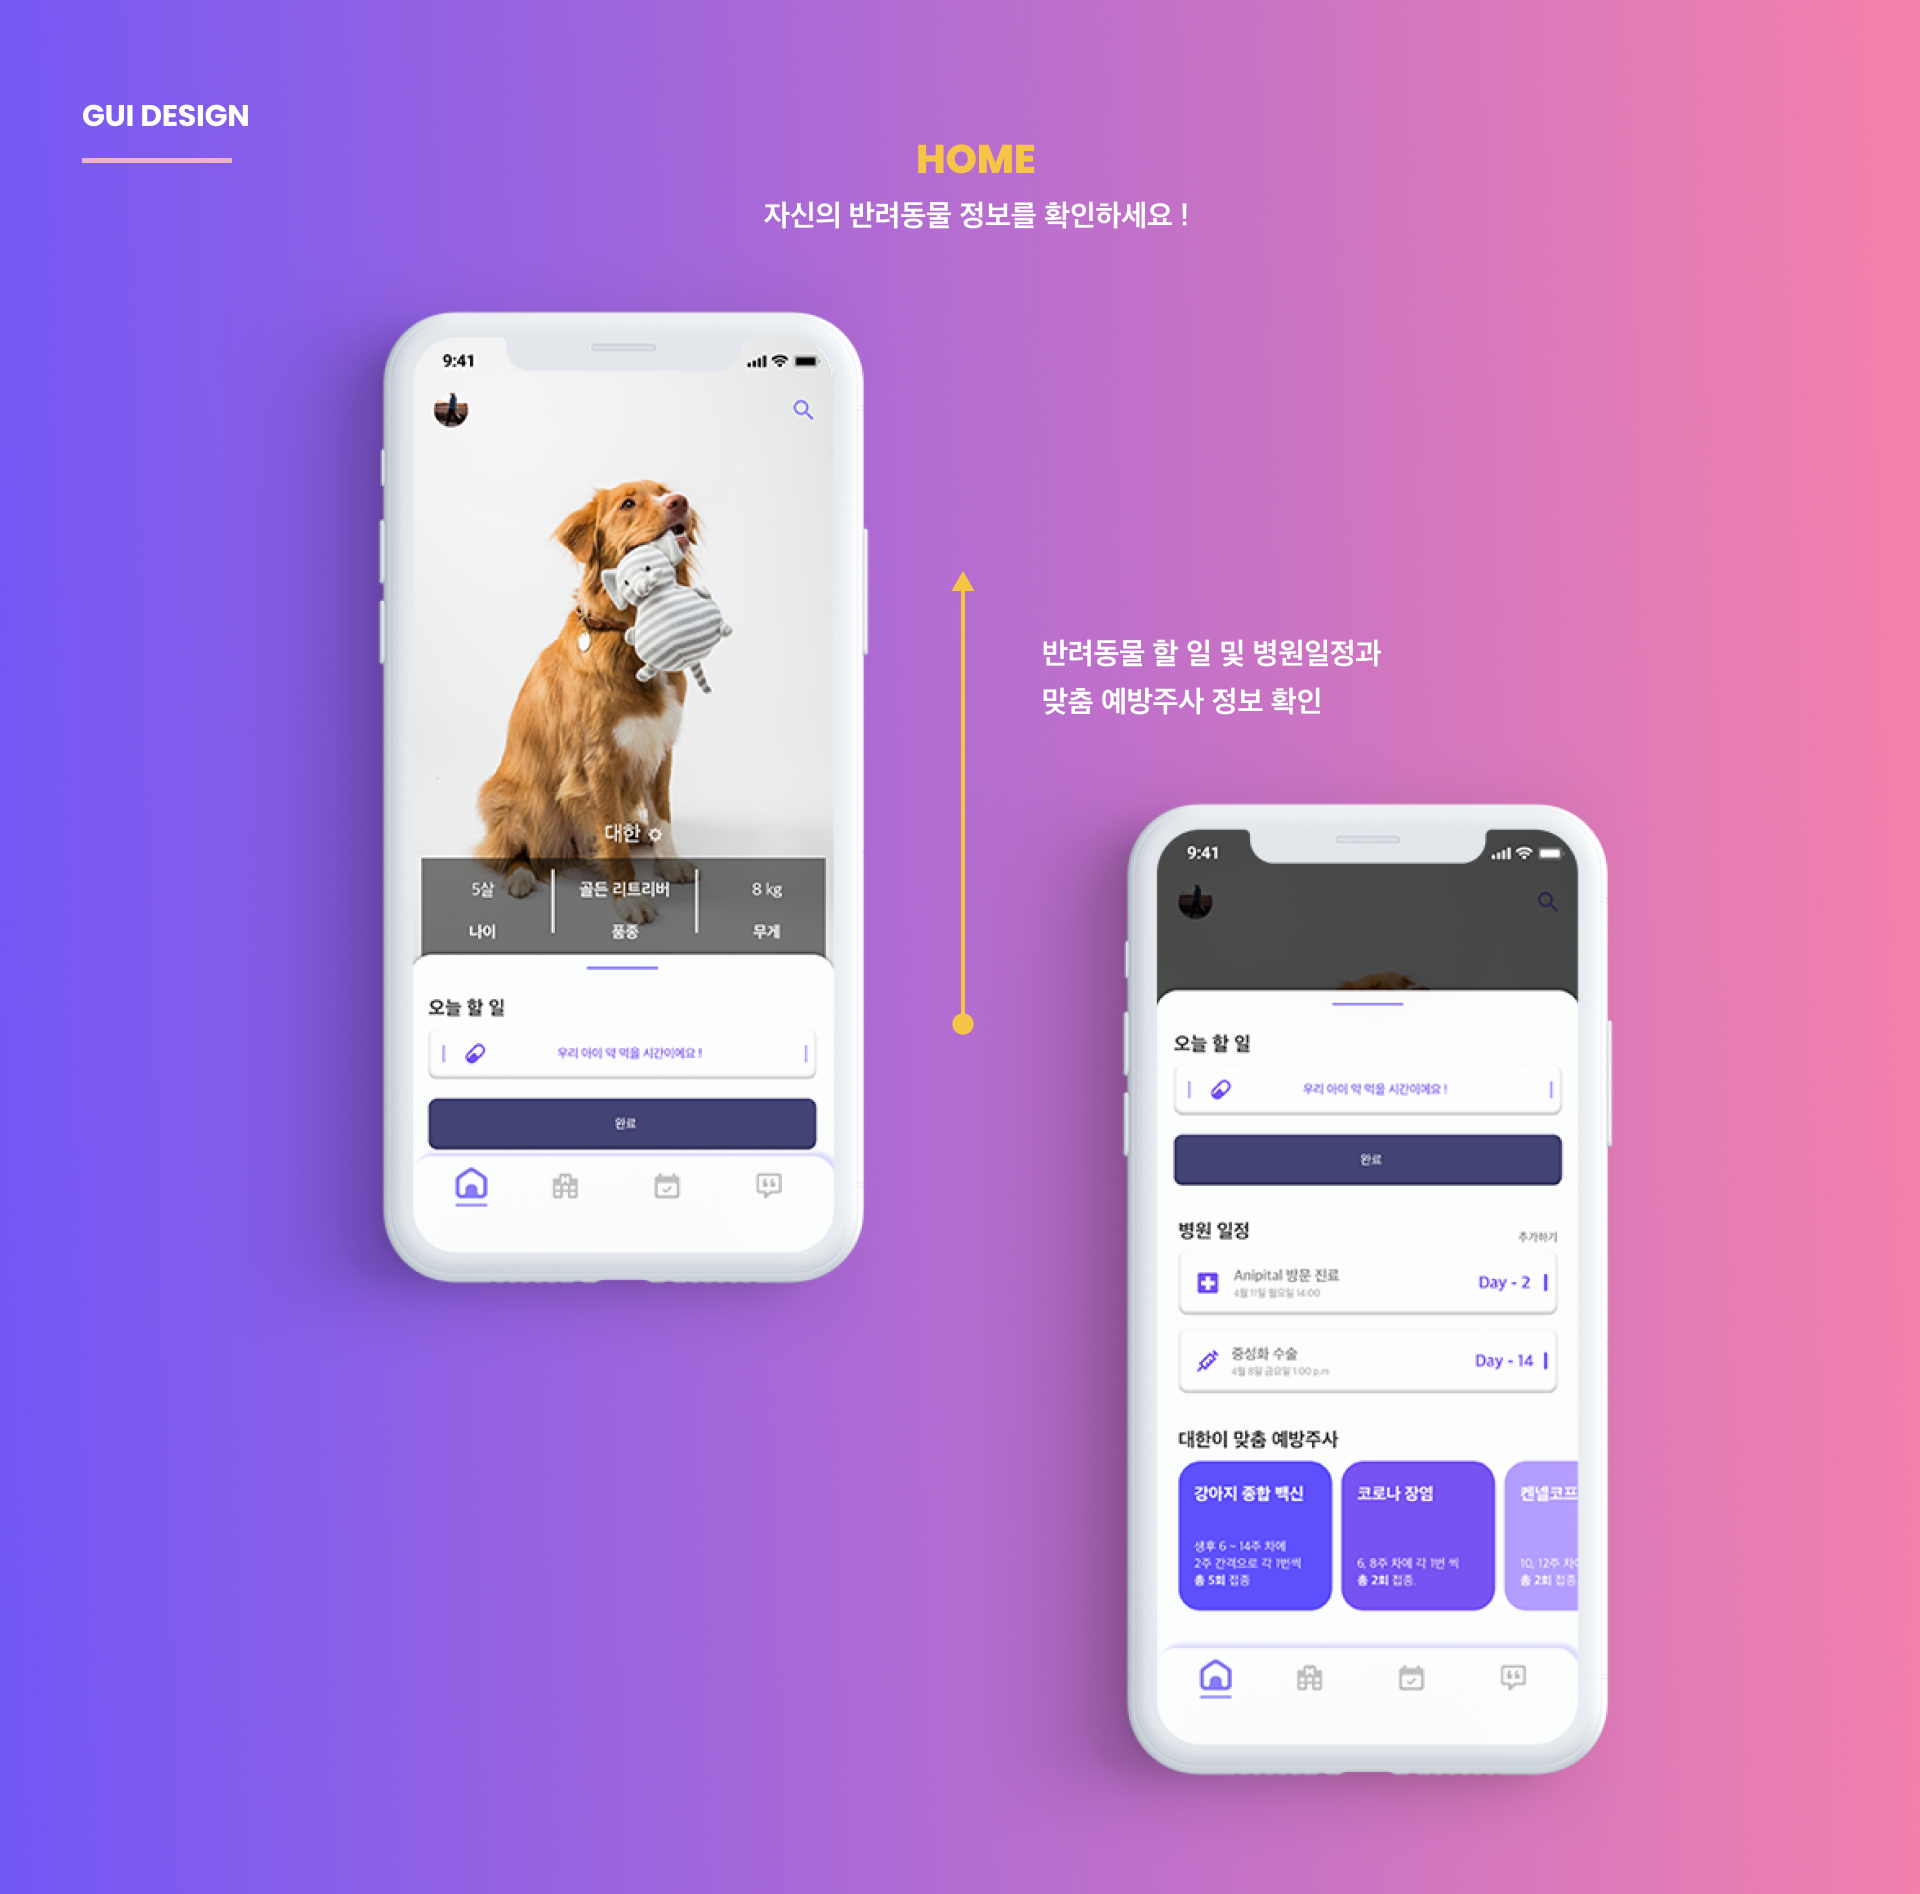 GUI DESIGN
HOME
자신의 반려동물 정보를 확인하세요 !
9:41
대한
5살
골든 리트리버
8 kg
나이
품종
무게
오늘 할 일
우리 아이 약 먹을 시간이에요 !
완료
반려동물 할 일 및 병원일정과
맞춤 예방주사 정보 확인
9:41
오늘 할 일
우리 아이 약 먹을 시간이에요 !
완료
병원 일정
추가하기
Anipital 방문 진료
4월 11일 월요일 14:00
Day - 2
중성화 수술
4월 8일 금요일 1:00 p.m
Day - 14
대한이 맞춤 예방주사
강아지 종합 백신
생후 6 ~ 14주 차에
2주 간격으로 각 1번씩
총 5회 접종
코로나 장염
6, 8주 차에 각 1번 씩
총 2회 접종.
켄넬코프
10, 12주 차에
총 2회 접종